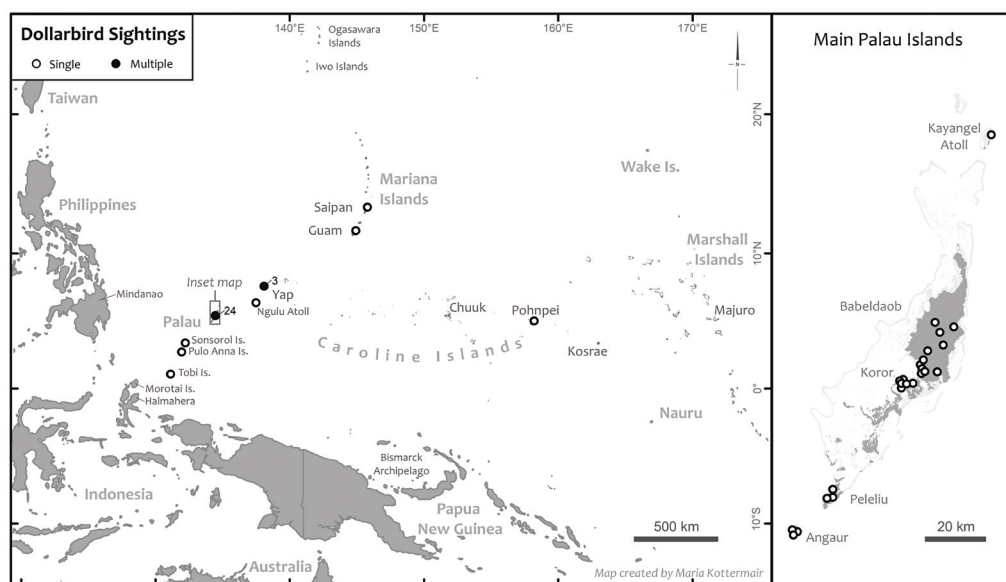 Dollarbird Sightings
Single
Multiple
140°E
150°E
160°E
170°E
Ogasawara
Islands
Iwo Islands
N
Taiwan
20°N
Wake Is.
Mariana
Islands
Philippines
Saipan
Guam
Marshall
Islands
10°N
Inset map
3
Yap
Ngulu Atoll
Mindanao
24
Palau
Chuuk
Pohnpei
Majuro
Sonsorol Is.
Pulo Anna Is.
Caroline Islands
Kosrae
Tobi Is.
Morotai Is.
Halmahera
0°
Nauru
Bismarck
Archipelago
Indonesia
Papua
New Guinea
10°S
500 km
Australia
Map created by Maria Kottermair
Main Palau Islands
Kayangel
Atoll
Babeldaob
Koror
Peleliu
Angaur
20 km